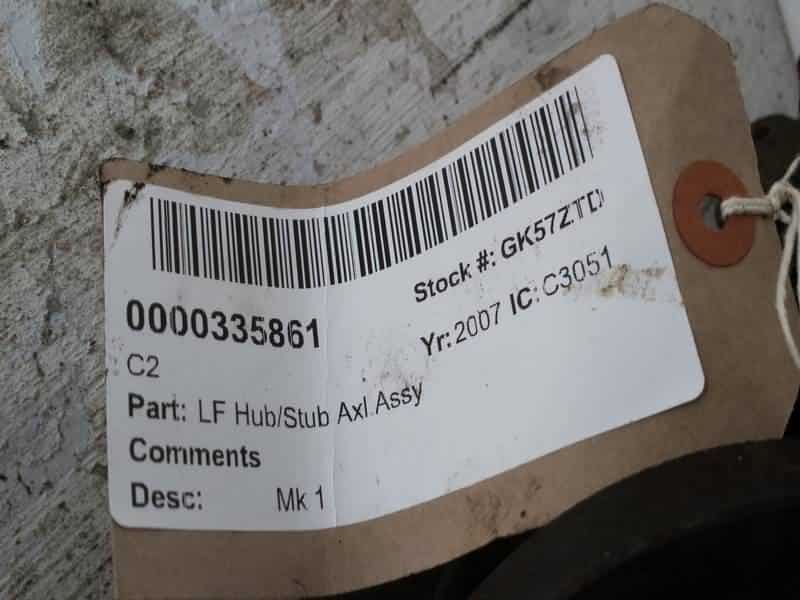 0000335861
Stock #: GK57ZTD
C2
Yr: 2007 IC: C3051
Part: LF Hub/Stub Axl Assy
Comments
Desc: Mk 1